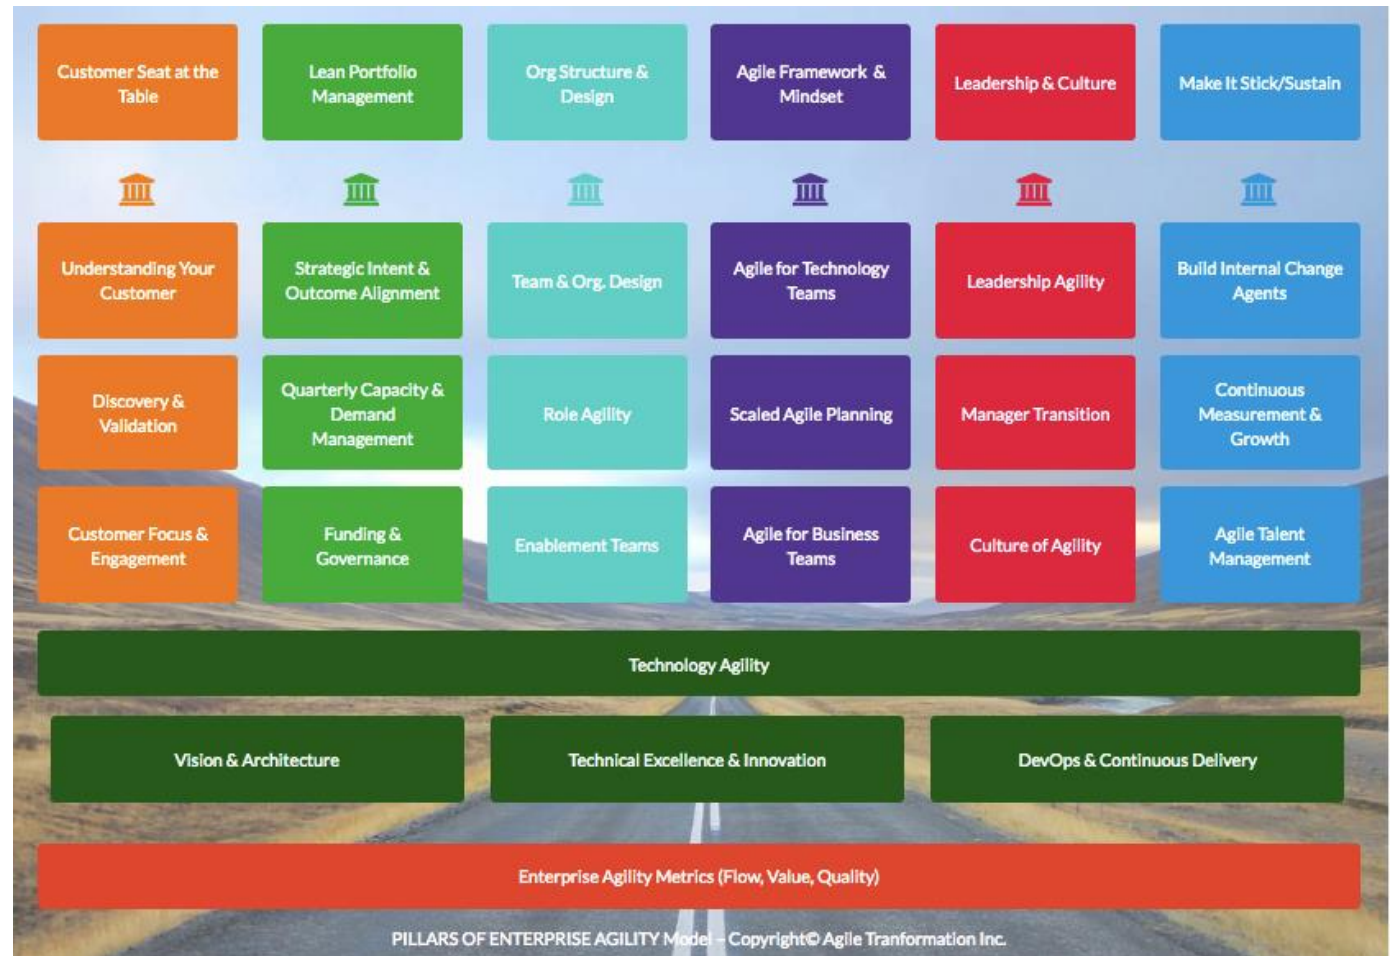 Customer Seat at the
Table
Lean Portfolio
Management
Org Structure &
Design
Agile Framework &
Mindset
Leadership & Culture
Make It Stick/Sustain
Understanding Your
Customer
Strategic Intent &
Outcome Alignment
Team & Org. Design
Agile for Technology
Teams
Leadership Agility
Build Internal Change
Agents
Discovery &
Validation
Quarterly Capacity &
Demand
Management
Role Agility
Scaled Agile Planning
Manager Transition
Continuous
Measurement &
Growth
Customer Focus &
Engagement
Funding &
Governance
Enablement Teams
Agile for Business
Teams
Culture of Agility
Agile Talent
Management
Technology Agility
Vision & Architecture
Technical Excellence & Innovation
DevOps & Continuous Delivery
Enterprise Agility Metrics (Flow, Value, Quality)
PILLARS OF ENTERPRISE AGILITY Model – Copyright© Agile Tranformation Inc.